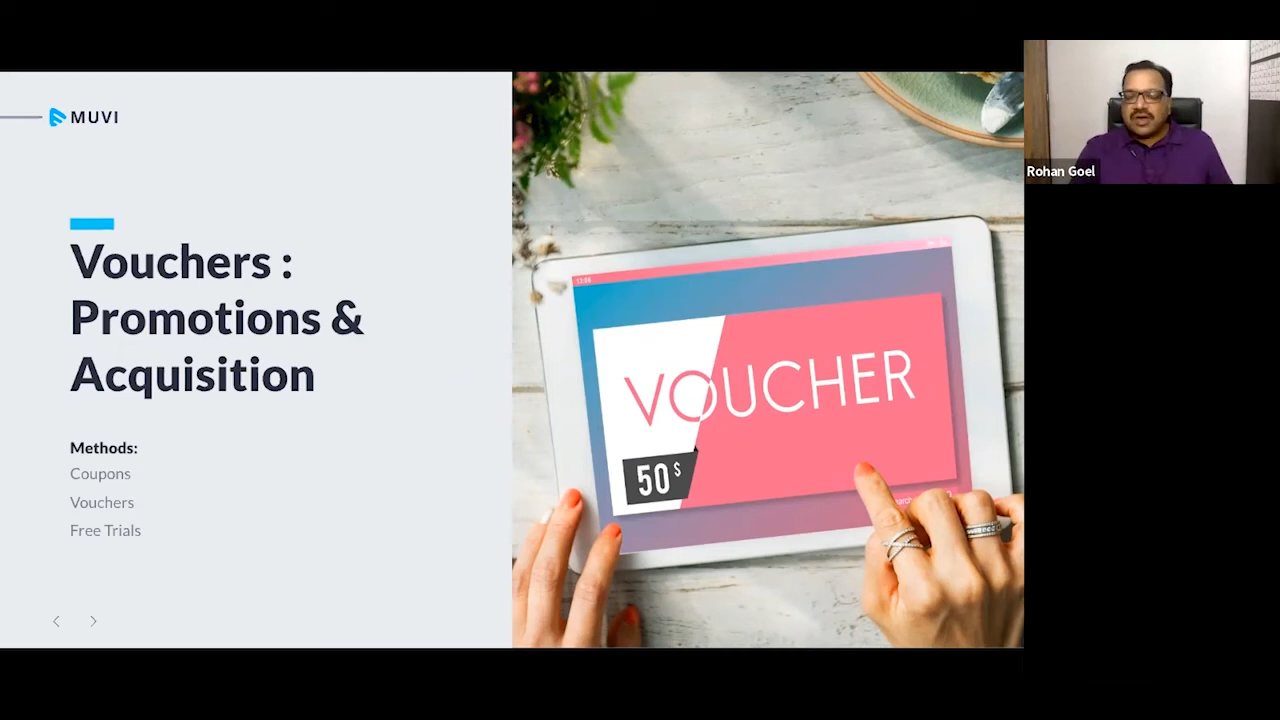 MUVI
Vouchers :
Promotions &
Acquisition
Methods:
Coupons
Vouchers
Free Trials
VOUCHER
50$
Rohan Goel